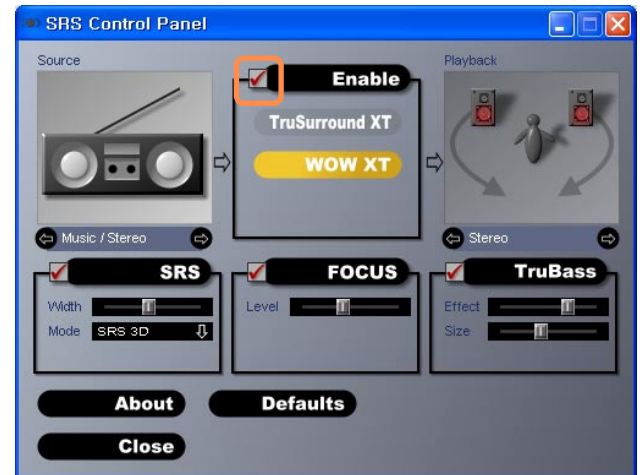 SRS Control Panel
Source
Enable
Playback
TruSurround XT
WOW XT
Music / Stereo
Stereo
SRS
FOCUS
TruBass
Width
Level
Effect
Mode
SRS 3D
Size
About
Defaults
Close